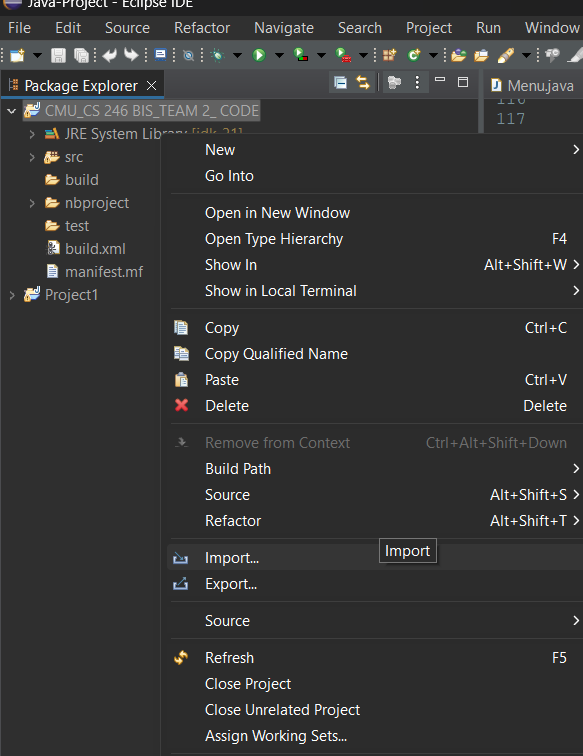 Java-Project - Eclipse IDE
File Edit Source Refactor Navigate Search Project Run Window
Package Explorer
Menu.java
116
117
CMU_CS 246 BIS_TEAM 2_ CODE
JRE System Library [jdk-21]
src
build
nbproject
test
build.xml
manifest.mf
Project1
New
Go Into
Open in New Window
Open Type Hierarchy F4
Show In Alt+Shift+W
Show in Local Terminal
Copy Ctrl+C
Copy Qualified Name
Paste Ctrl+V
Delete Delete
Remove from Context Ctrl+Alt+Shift+Down
Build Path
Source Alt+Shift+S
Refactor Alt+Shift+T
Import...
Import
Export...
Source
Refresh F5
Close Project
Close Unrelated Project
Assign Working Sets...